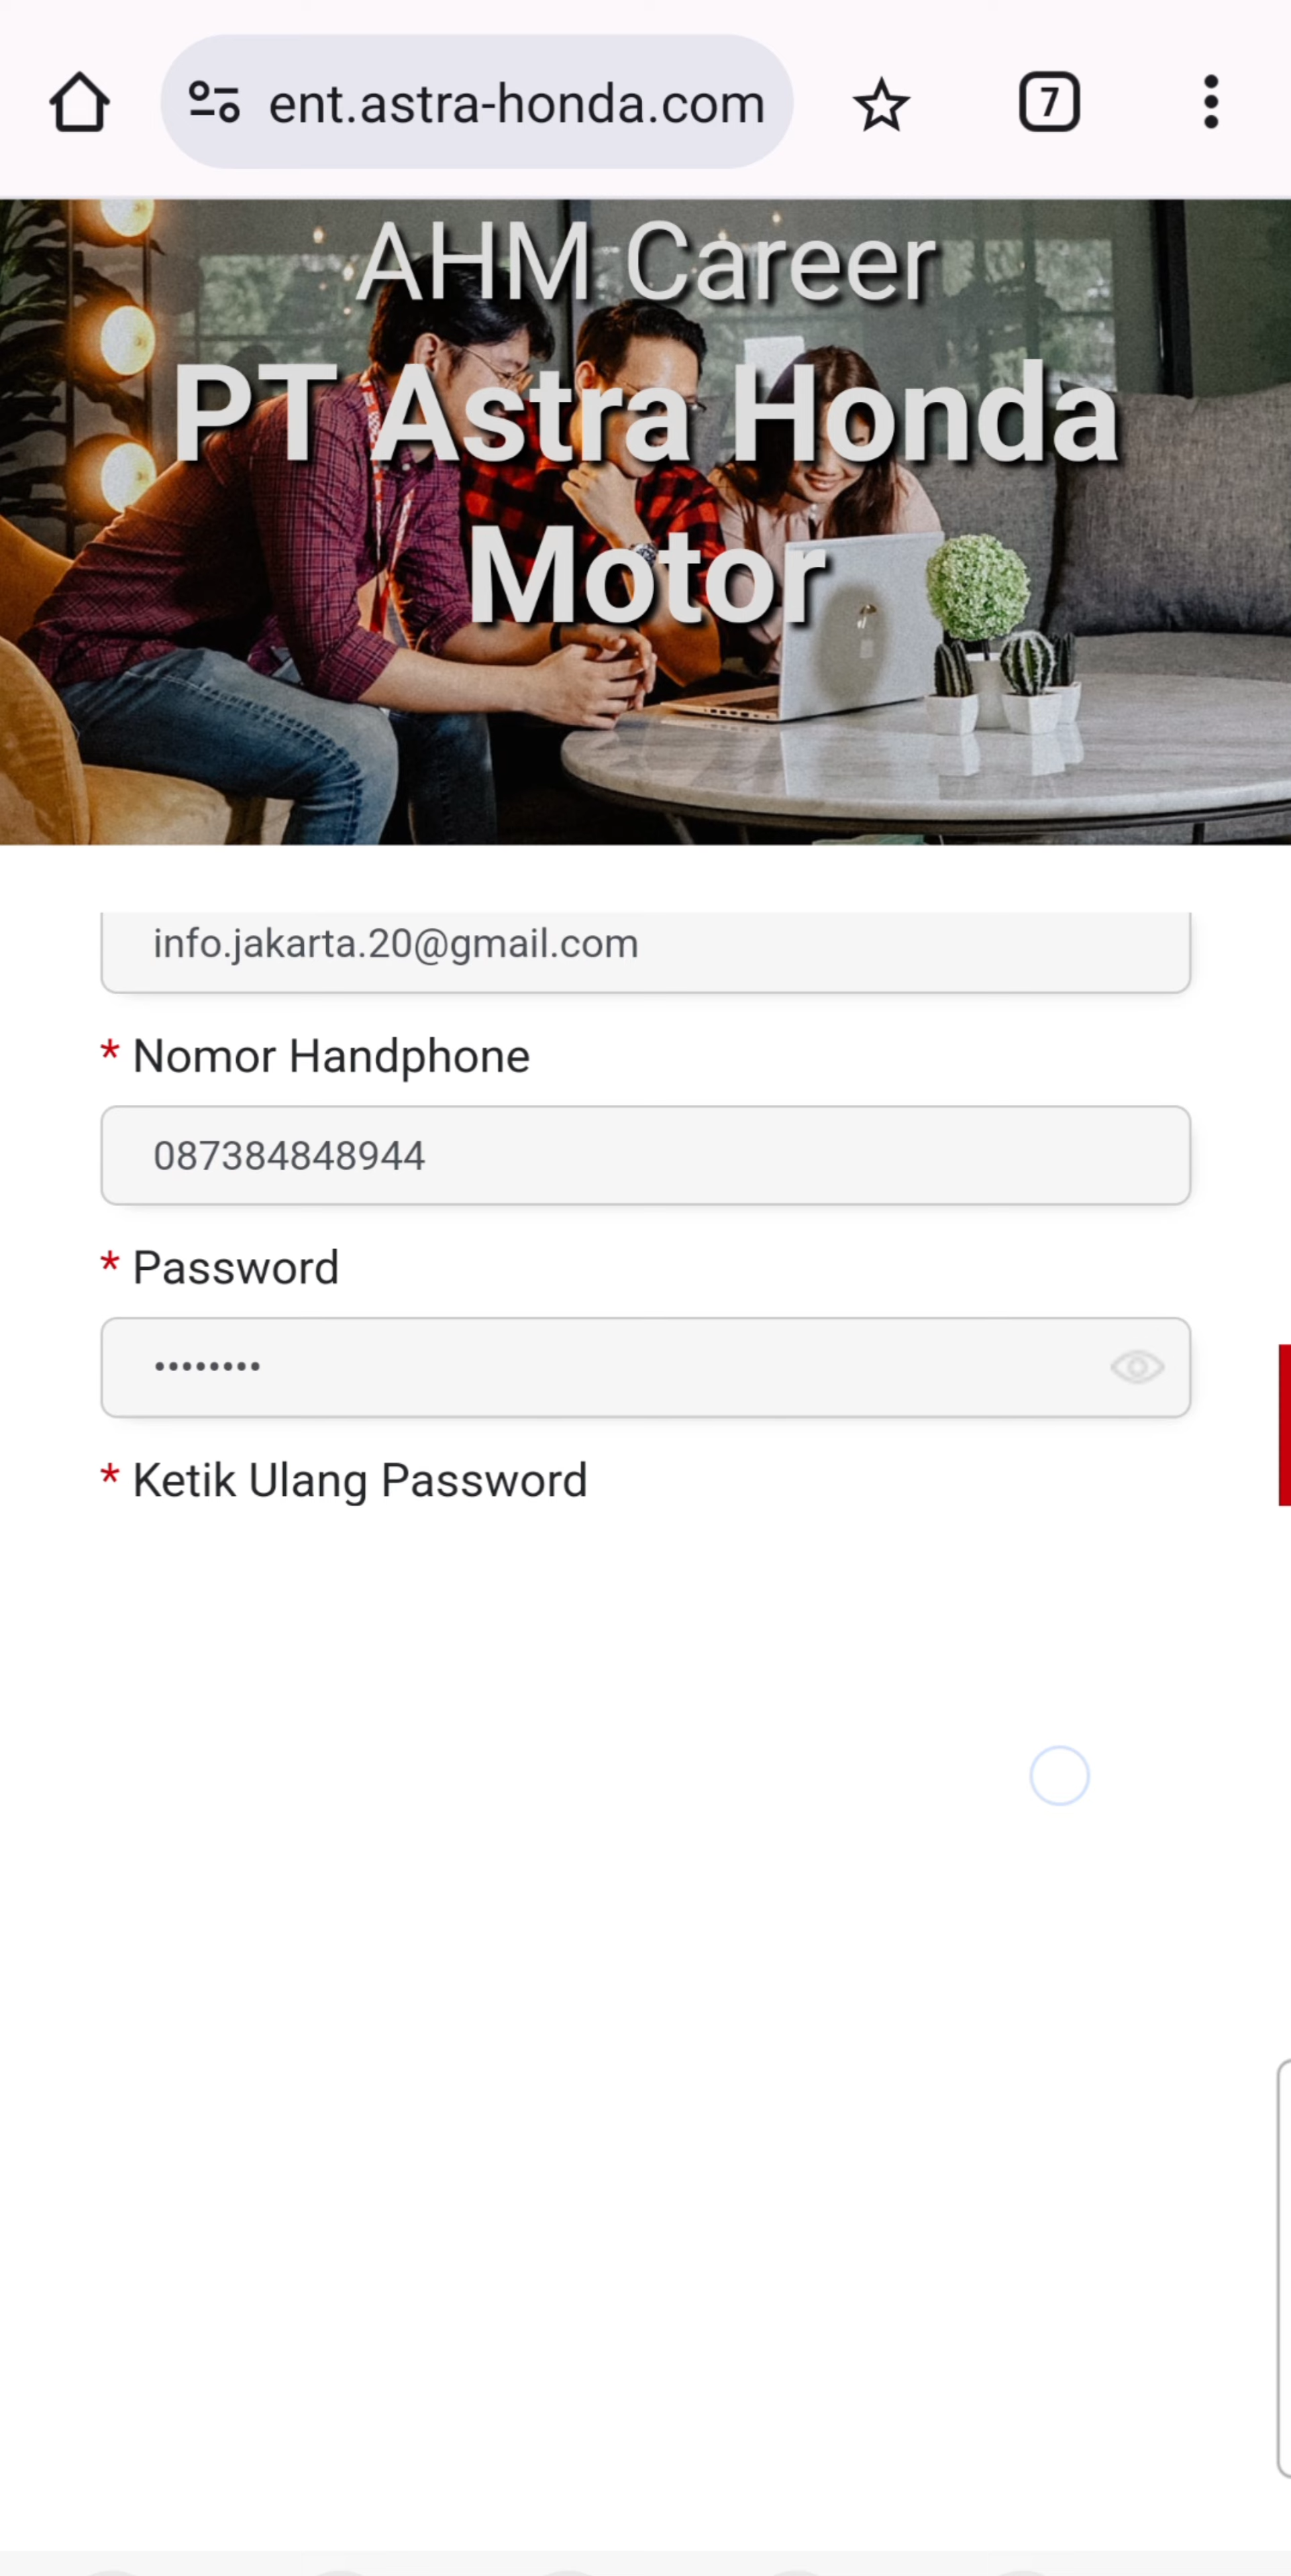 ent.astra-honda.com
7
AHM Career
PT Astra Honda
Motor
info.jakarta.20@gmail.com
* Nomor Handphone
087384848944
* Password
••••••••
* Ketik Ulang Password